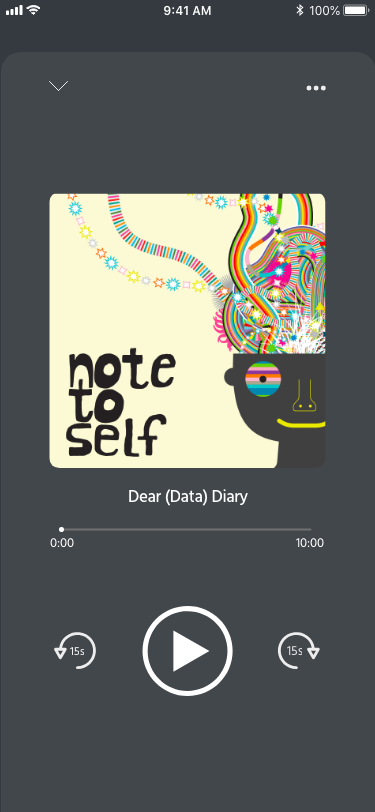 9:41 AM
100%
note
to
self
Dear (Data) Diary
0:00
10:00
15s
15s